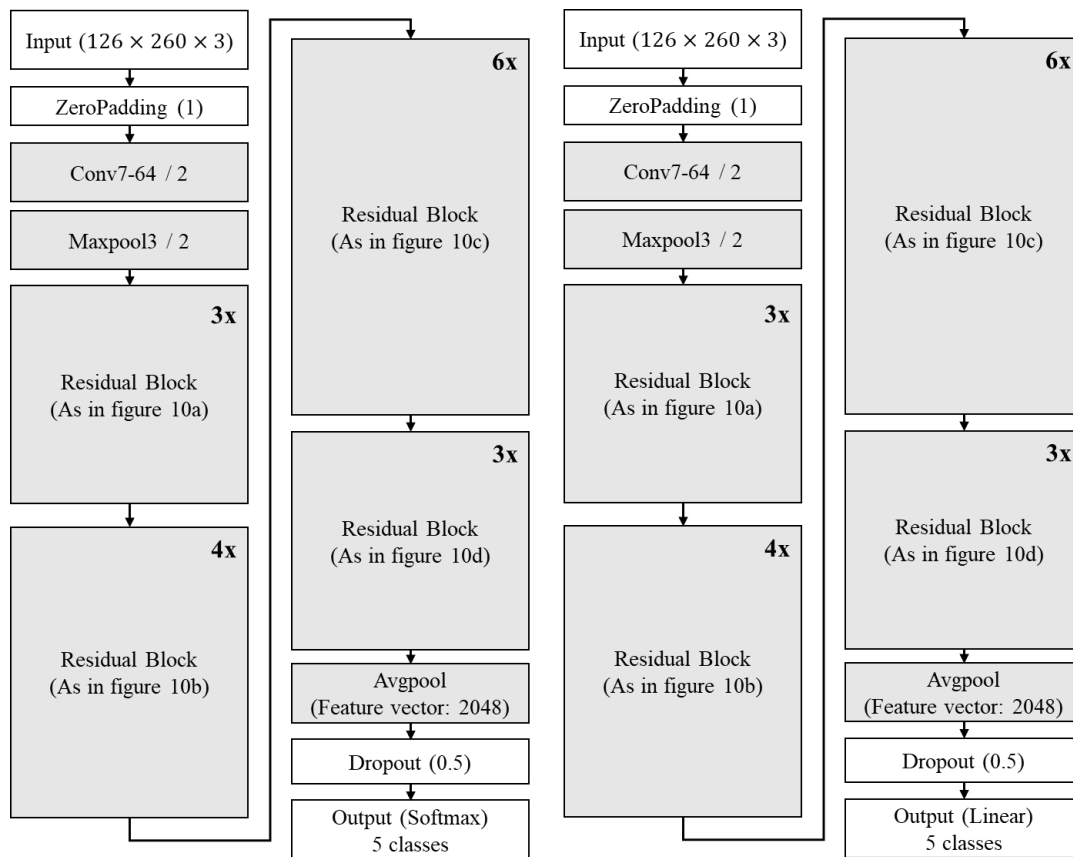 Input (126 × 260 × 3)
ZeroPadding (1)
Conv7-64 / 2
Maxpool3 / 2
3x
Residual Block
(As in figure 10a)
4x
Residual Block
(As in figure 10b)
6x
Residual Block
(As in figure 10c)
3x
Residual Block
(As in figure 10d)
Avgpool
(Feature vector: 2048)
Dropout (0.5)
Output (Softmax)
5 classes
Input (126 × 260 × 3)
ZeroPadding (1)
Conv7-64 / 2
Maxpool3 / 2
3x
Residual Block
(As in figure 10a)
4x
Residual Block
(As in figure 10b)
6x
Residual Block
(As in figure 10c)
3x
Residual Block
(As in figure 10d)
Avgpool
(Feature vector: 2048)
Dropout (0.5)
Output (Linear)
5 classes